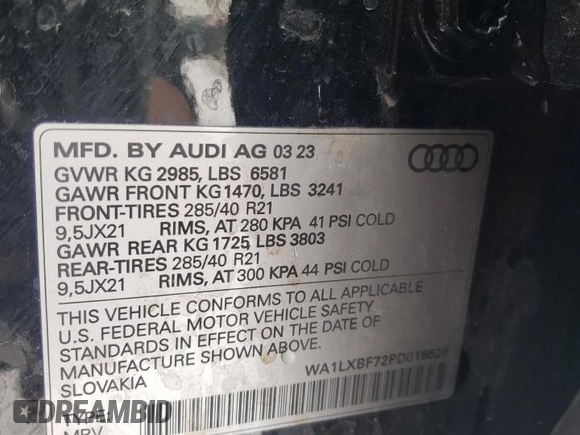 MFD. BY AUDI AG 03 23
GVWR KG 2985, LBS 6581
GAWR FRONT KG1470, LBS 3241
FRONT-TIRES 285/40 R21
9,5JX21 RIMS, AT 280 KPA 41 PSI COLD
GAWR REAR KG 1725, LBS 3803
REAR-TIRES 285/40 R21
9,5JX21 RIMS, AT 300 KPA 44 PSI COLD
THIS VEHICLE CONFORMS TO ALL APPLICABLE
U.S. FEDERAL MOTOR VEHICLE SAFETY
STANDARDS IN EFFECT ON THE DATE OF
MANUFACTURE SHOWN ABOVE.
SLOVAKIA WA1LXBF72PD018828
TYPE:
MPV
DREAMBID